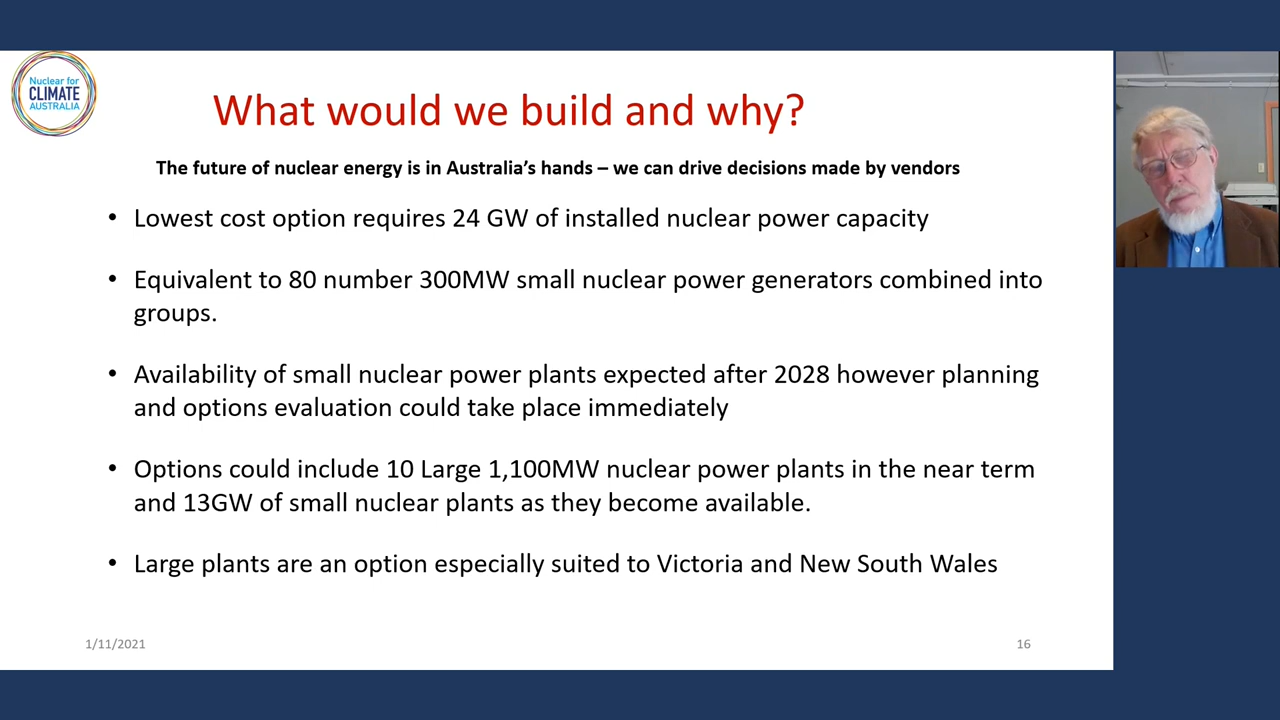 Nuclear for
CLIMATE
AUSTRALIA
What would we build and why?
The future of nuclear energy is in Australia's hands – we can drive decisions made by vendors
• Lowest cost option requires 24 GW of installed nuclear power capacity
• Equivalent to 80 number 300MW small nuclear power generators combined into
groups.
• Availability of small nuclear power plants expected after 2028 however planning
and options evaluation could take place immediately
• Options could include 10 Large 1,100MW nuclear power plants in the near term
and 13GW of small nuclear plants as they become available.
• Large plants are an option especially suited to Victoria and New South Wales
1/11/2021
16